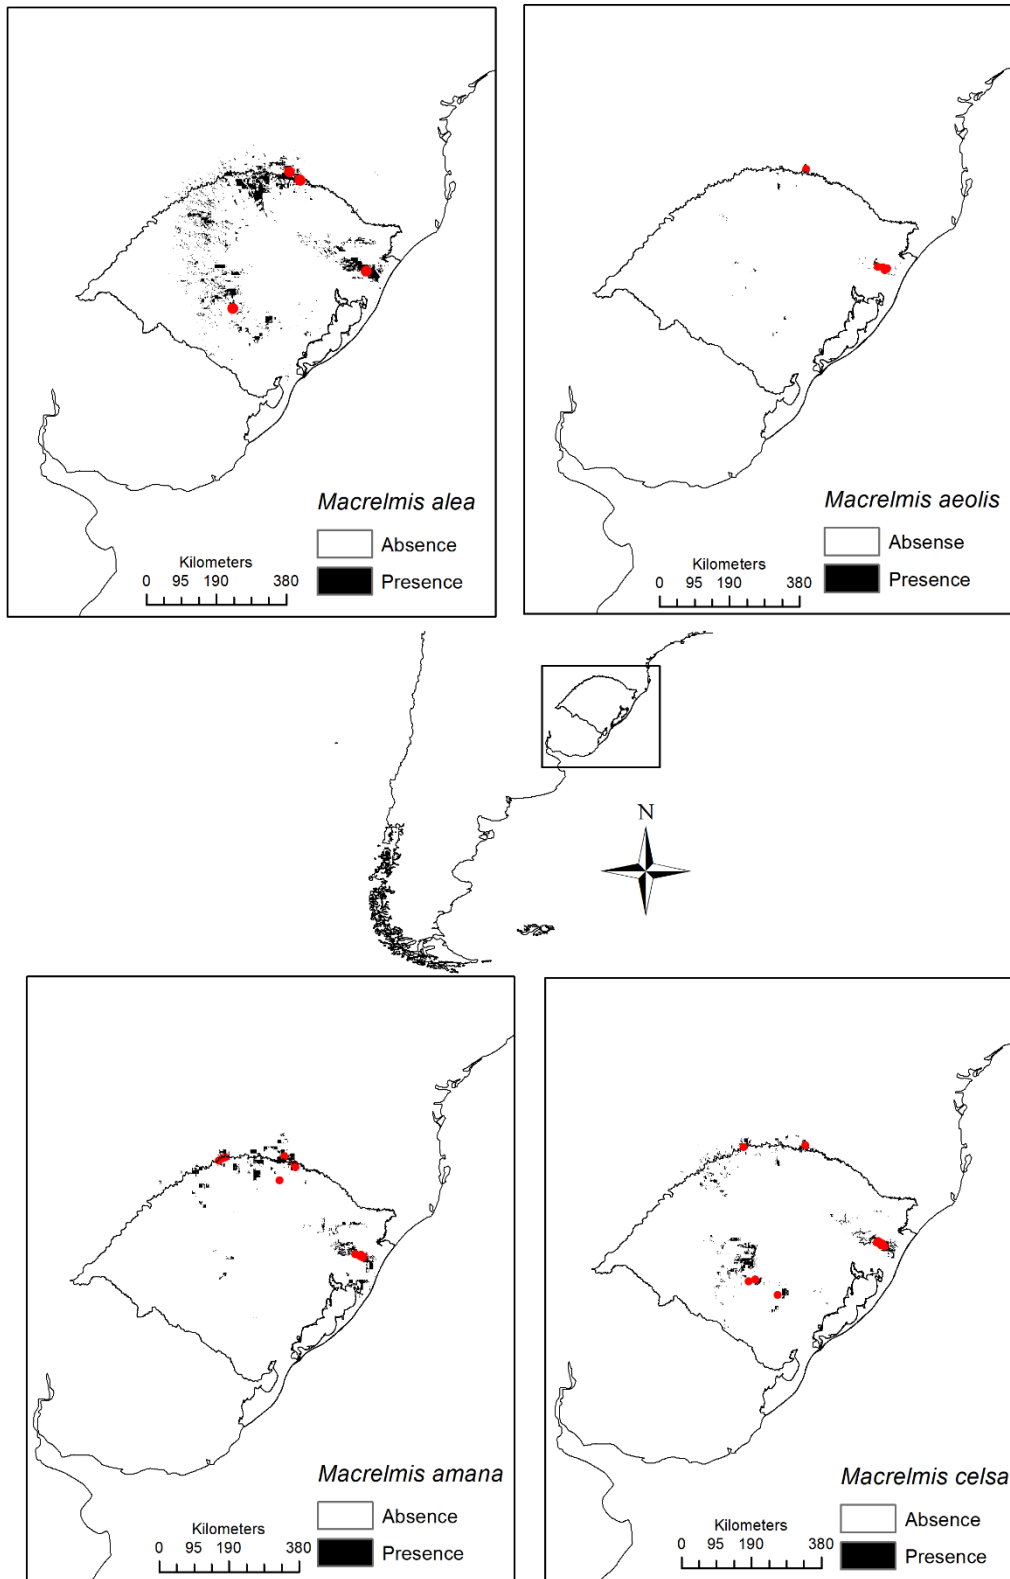 Macrelmis alea
Absence
Presence
Kilometers
0 95 190 380
Macrelmis aeolis
Absense
Presence
Kilometers
0 95 190 380
N
Macrelmis amana
Absence
Presence
Kilometers
0 95 190 380
Macrelmis celsa
Absence
Presence
Kilometers
0 95 190 380